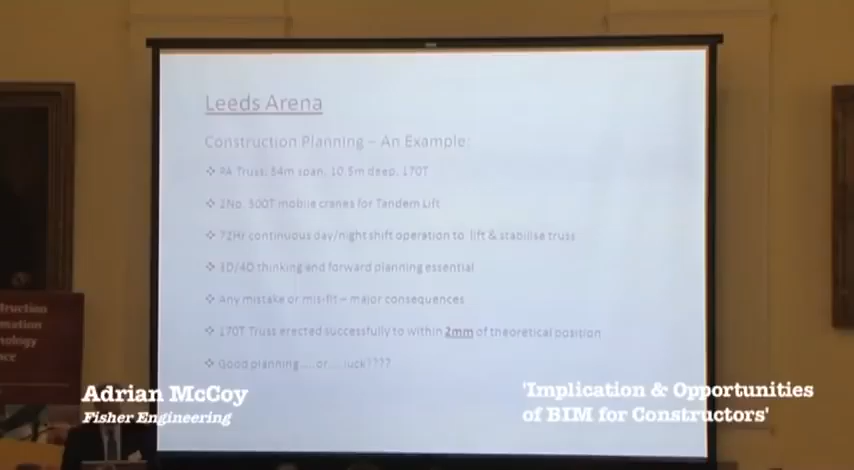 Leeds Arena
Construction Planning – An Example:
❖ PA Truss, 54m span, 10.5m deep, 170T
❖ 2No. 500T mobile cranes for Tandem Lift
❖ 72Hr continuous day/night shift operation to lift & stabilise truss
❖ 3D/4D thinking and forward planning essential
❖ Any mistake or mis-fit – major consequences
❖ 170T Truss erected successfully to within 2mm of theoretical position
❖ Good planning....or....luck????
Adrian McCoy
Fisher Engineering
'Implication & Opportunities
of BIM for Constructors'